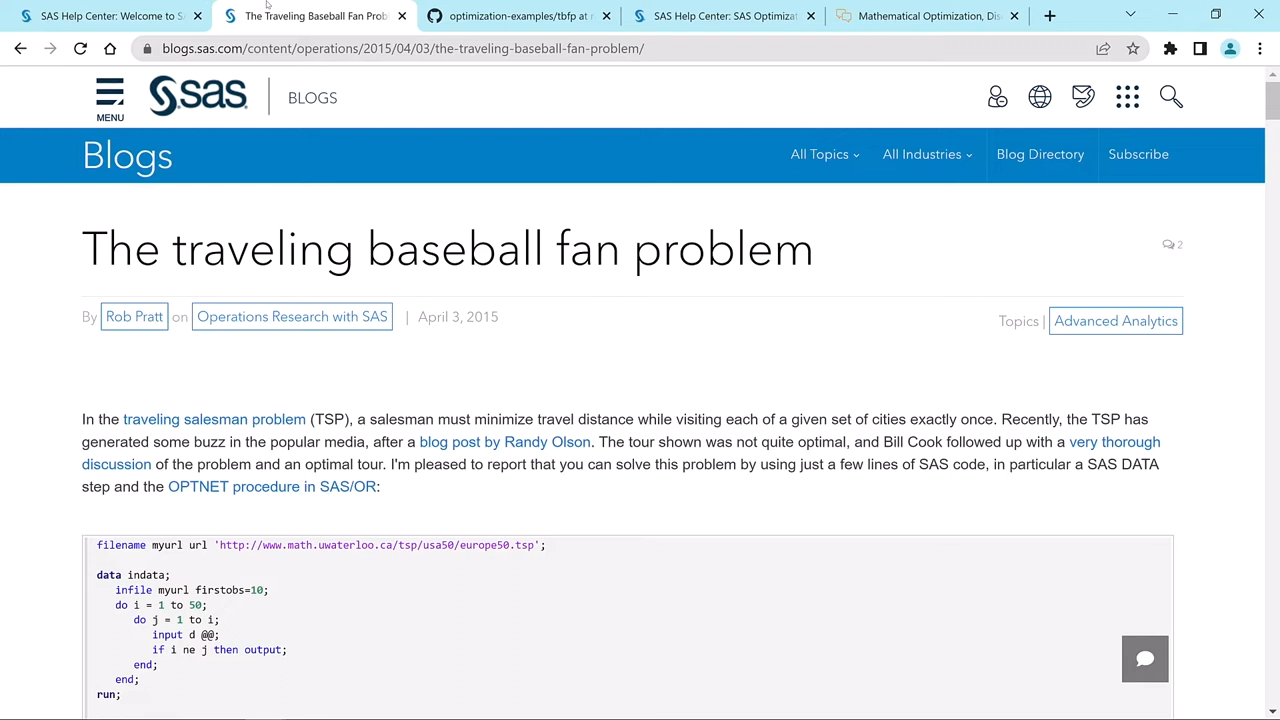 SAS Help Center: Welcome to SA
The Traveling Baseball Fan Prob
optimization-examples/tbfp at m
SAS Help Center: SAS Optimizat
Mathematical Optimization, Dis
blogs.sas.com/content/operations/2015/04/03/the-traveling-baseball-fan-problem/
MENU
sas
BLOGS
Blogs
All Topics
All Industries
Blog Directory
Subscribe
The traveling baseball fan problem
2
By Rob Pratt on Operations Research with SAS | April 3, 2015
Topics | Advanced Analytics
In the traveling salesman problem (TSP), a salesman must minimize travel distance while visiting each of a given set of cities exactly once. Recently, the TSP has
generated some buzz in the popular media, after a blog post by Randy Olson. The tour shown was not quite optimal, and Bill Cook followed up with a very thorough
discussion of the problem and an optimal tour. I'm pleased to report that you can solve this problem by using just a few lines of SAS code, in particular a SAS DATA
step and the OPTNET procedure in SAS/OR:
filename myurl url 'http://www.math.uwaterloo.ca/tsp/usa50/europe50.tsp';
data indata;
infile myurl firstobs=10;
do i = 1 to 50;
do j = 1 to i;
input d @@;
if i ne j then output;
end;
end;
run;